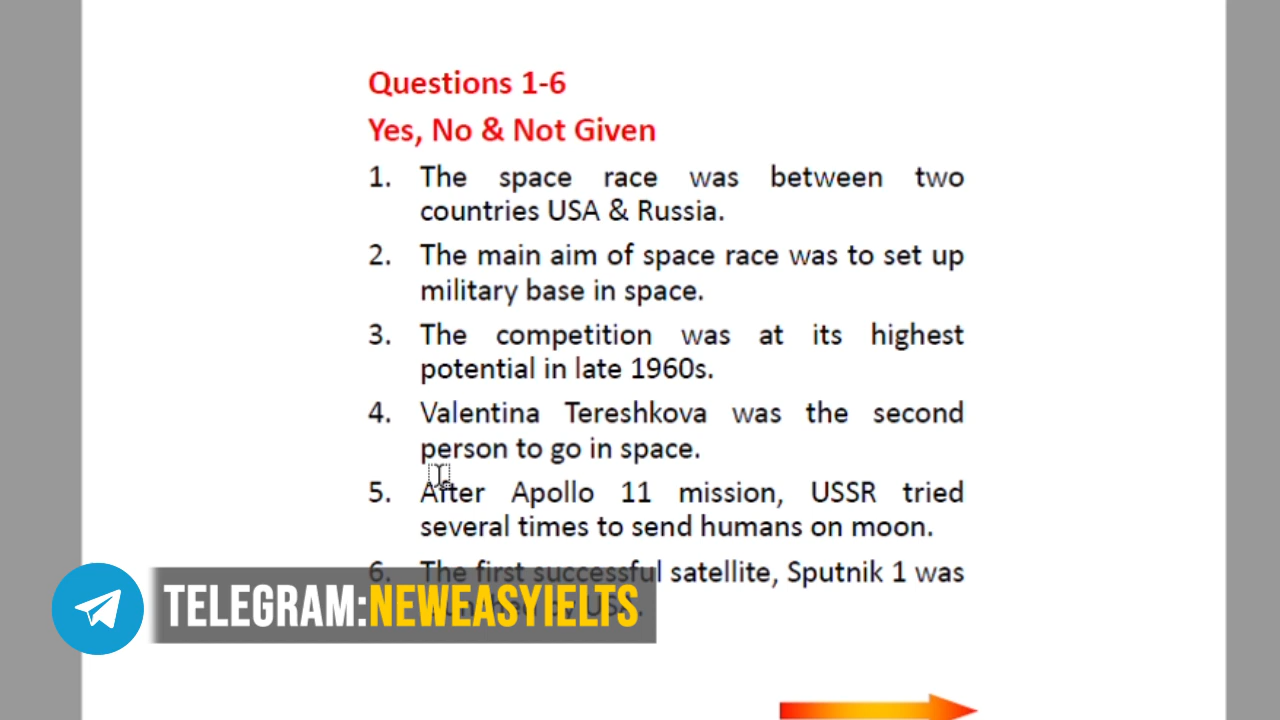 Questions 1-6
Yes, No & Not Given
1. The space race was between two
countries USA & Russia.
2. The main aim of space race was to set up
military base in space.
3. The competition was at its highest
potential in late 1960s.
4. Valentina Tereshkova was the second
person to go in space.
5. After Apollo 11 mission, USSR tried
several times to send humans on moon.
6. The first successful satellite, Sputnik 1 was
by
TELEGRAM:NEWEASYIELTS